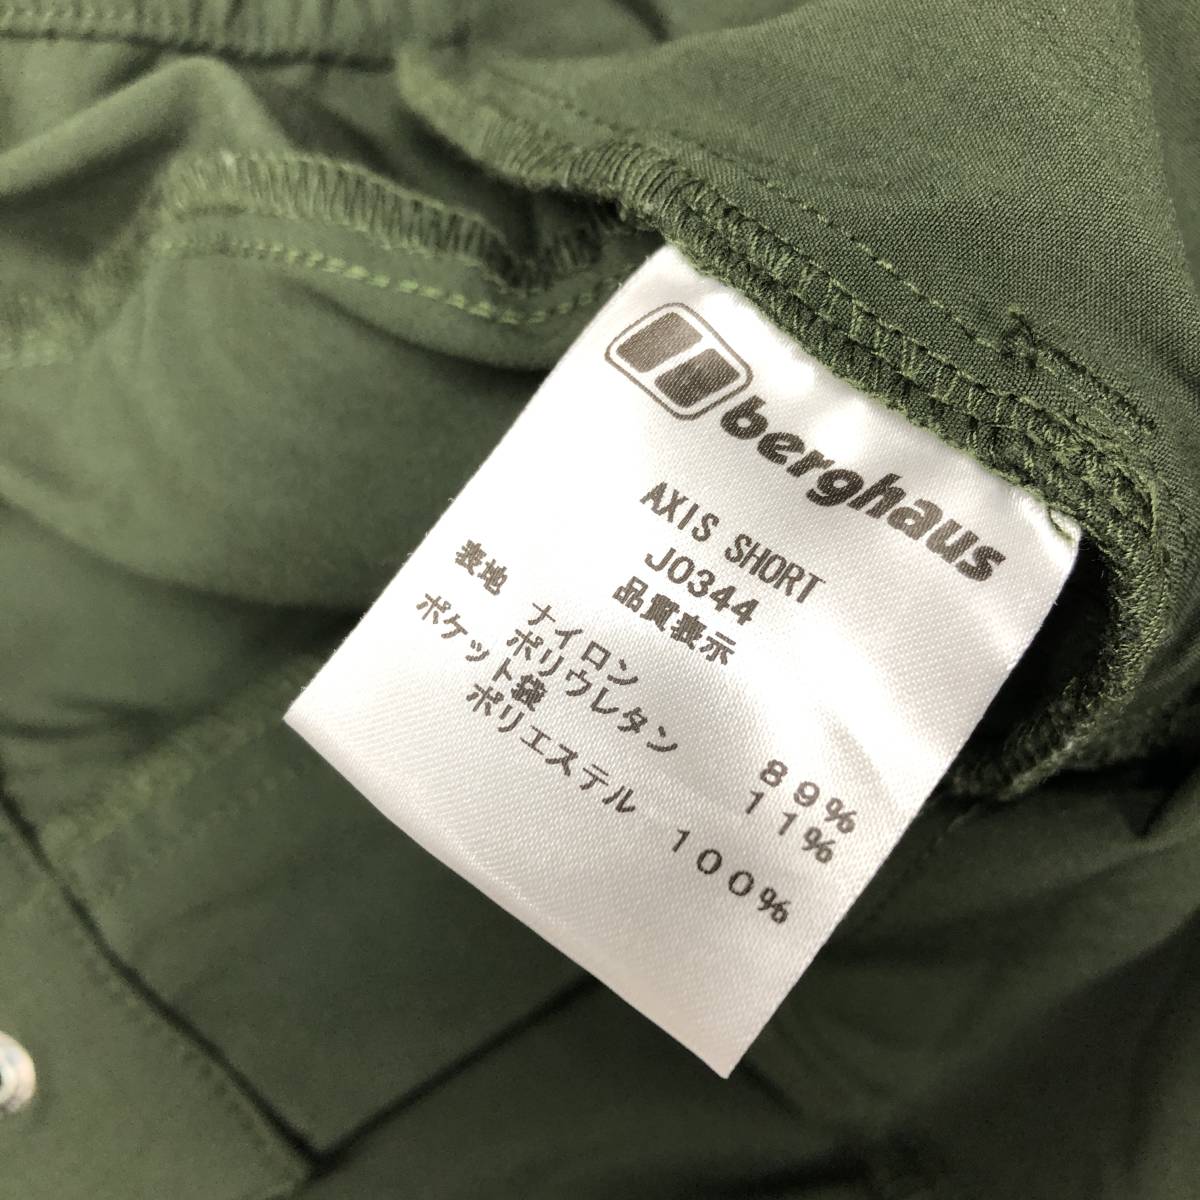 berghaus
AXIS SHORT
J0344
品質表示
表地 ナイロン 89%
ポリウレタン 11%
ポケット袋
ポリエステル 100%